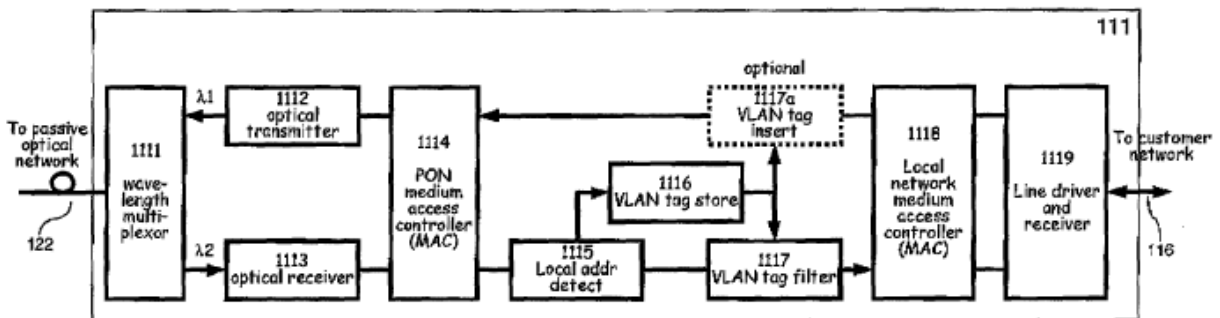 111
optional
λ1
1112
optical
transmitter
1117a
VLAN tag
insert
To passive
optical
network
1111
wave-
length
multi-
plexor
1114
PON
medium
access
controller
(MAC)
1116
VLAN tag store
1118
Local
network
medium
access
controller
(MAC)
1119
Line driver
and
receiver
To customer
network
122
λ2
1113
optical receiver
1115
Local addr
detect
1117
VLAN tag filter
116